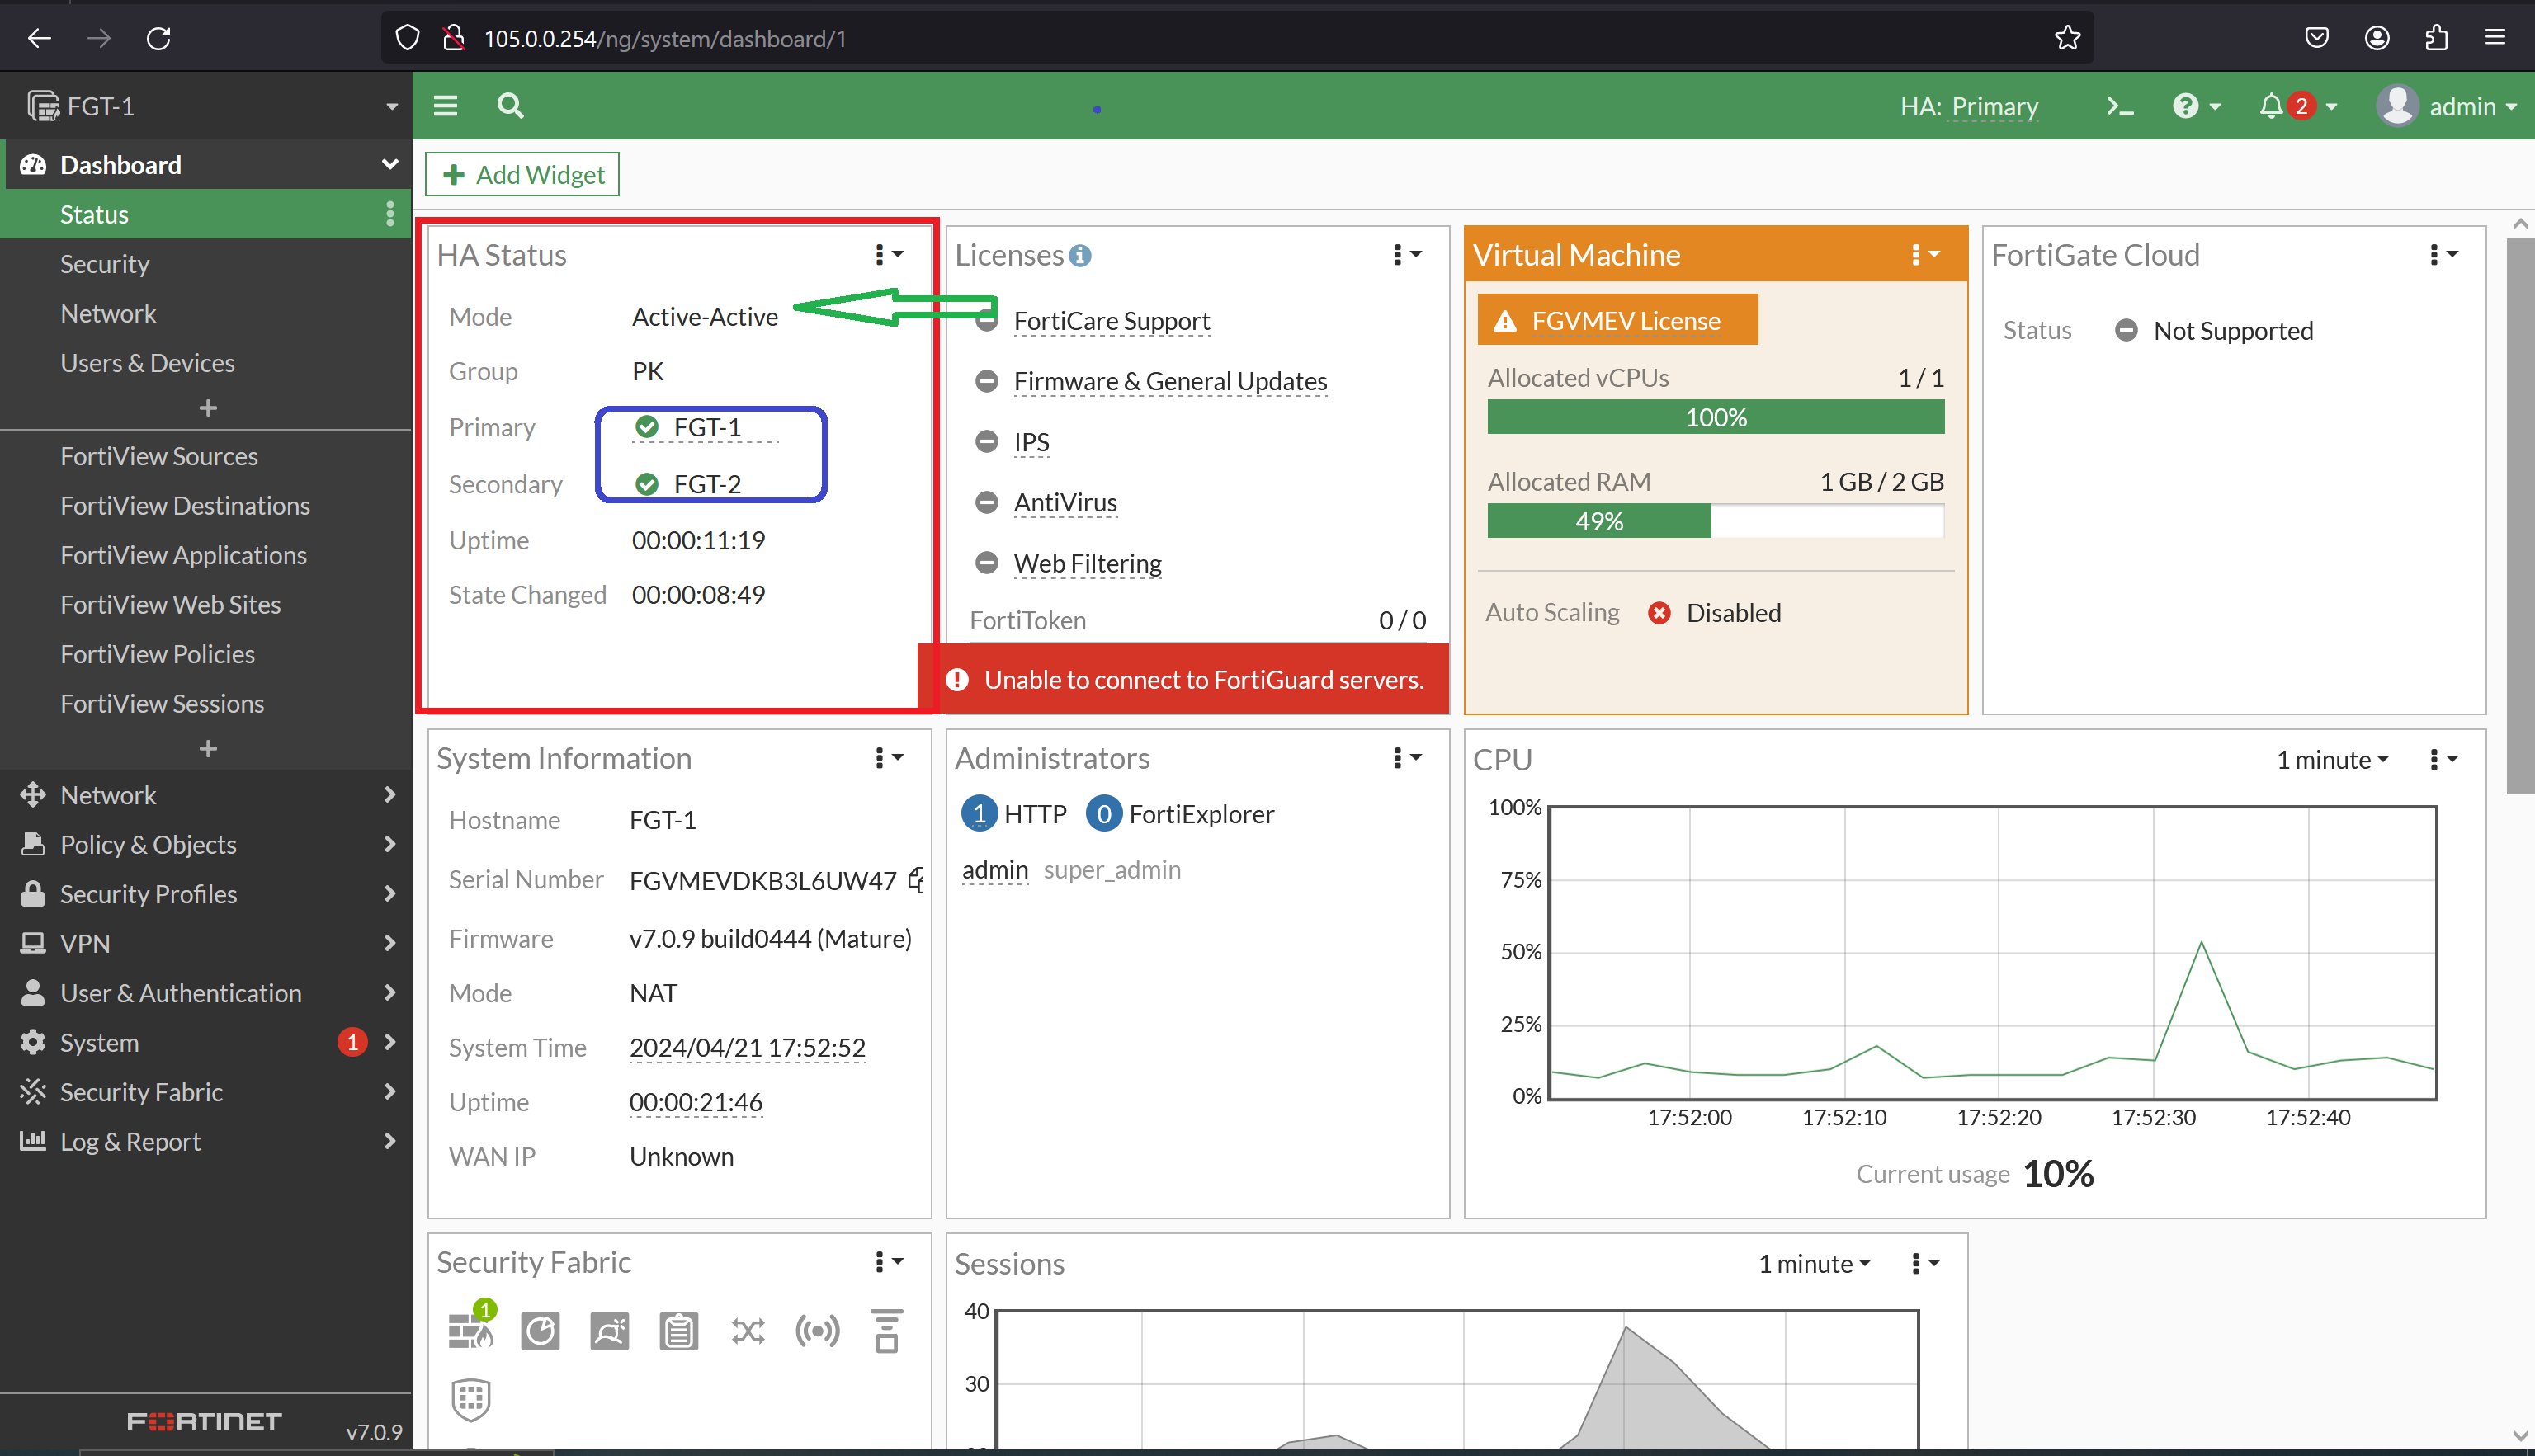 105.0.0.254/ng/system/dashboard/1
FGT-1
HA: Primary
2
admin
Dashboard
Status
Security
Network
Users & Devices
+
FortiView Sources
FortiView Destinations
FortiView Applications
FortiView Web Sites
FortiView Policies
FortiView Sessions
+
Network
Policy & Objects
Security Profiles
VPN
User & Authentication
System 1
Security Fabric
Log & Report
FORTINET v7.0.9
+ Add Widget
HA Status
Mode Active-Active
Group PK
Primary FGT-1
Secondary FGT-2
Uptime 00:00:11:19
State Changed 00:00:08:49
Licenses
FortiCare Support
Firmware & General Updates
IPS
AntiVirus
Web Filtering
FortiToken 0 / 0
Unable to connect to FortiGuard servers.
Virtual Machine
FGVMEV License
Allocated vCPUs 1 / 1
100%
Allocated RAM 1 GB / 2 GB
49%
Auto Scaling Disabled
FortiGate Cloud
Status Not Supported
System Information
Hostname FGT-1
Serial Number FGVMEVDKB3L6UW47
Firmware v7.0.9 build0444 (Mature)
Mode NAT
System Time 2024/04/21 17:52:52
Uptime 00:00:21:46
WAN IP Unknown
Administrators
1 HTTP 0 FortiExplorer
admin super_admin
CPU 1 minute
100%
75%
50%
25%
0%
17:52:00 17:52:10 17:52:20 17:52:30 17:52:40
Current usage 10%
Security Fabric
1
Sessions 1 minute
40
30